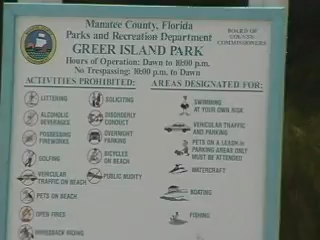 Manatee County, Florida
Parks and Recreation Department
GREER ISLAND PARK
Hours of Operation: Dawn to 10:00 p.m.
No Trespassing: 10:00 p.m. to Dawn
BOARD OF
COUNTY
COMMISSIONERS
ACTIVITIES PROHIBITED:
LITTERING
ALCOHOLIC
BEVERAGES
POSSESSING
FIREWORKS
GOLFING
VEHICULAR
TRAFFIC ON BEACH
PETS ON BEACH
OPEN FIRES
HORSEBACK RIDING
SOLICITING
DISORDERLY
CONDUCT
OVERNIGHT
PARKING
BICYCLES
ON BEACH
PUBLIC NUDITY
AREAS DESIGNATED FOR:
SWIMMING
AT YOUR OWN RISK
VEHICULAR TRAFFIC
AND PARKING
PETS ON A LEASH IN
PARKING AREAS ONLY
MUST BE ATTENDED
WATERCRAFT
BOATING
FISHING